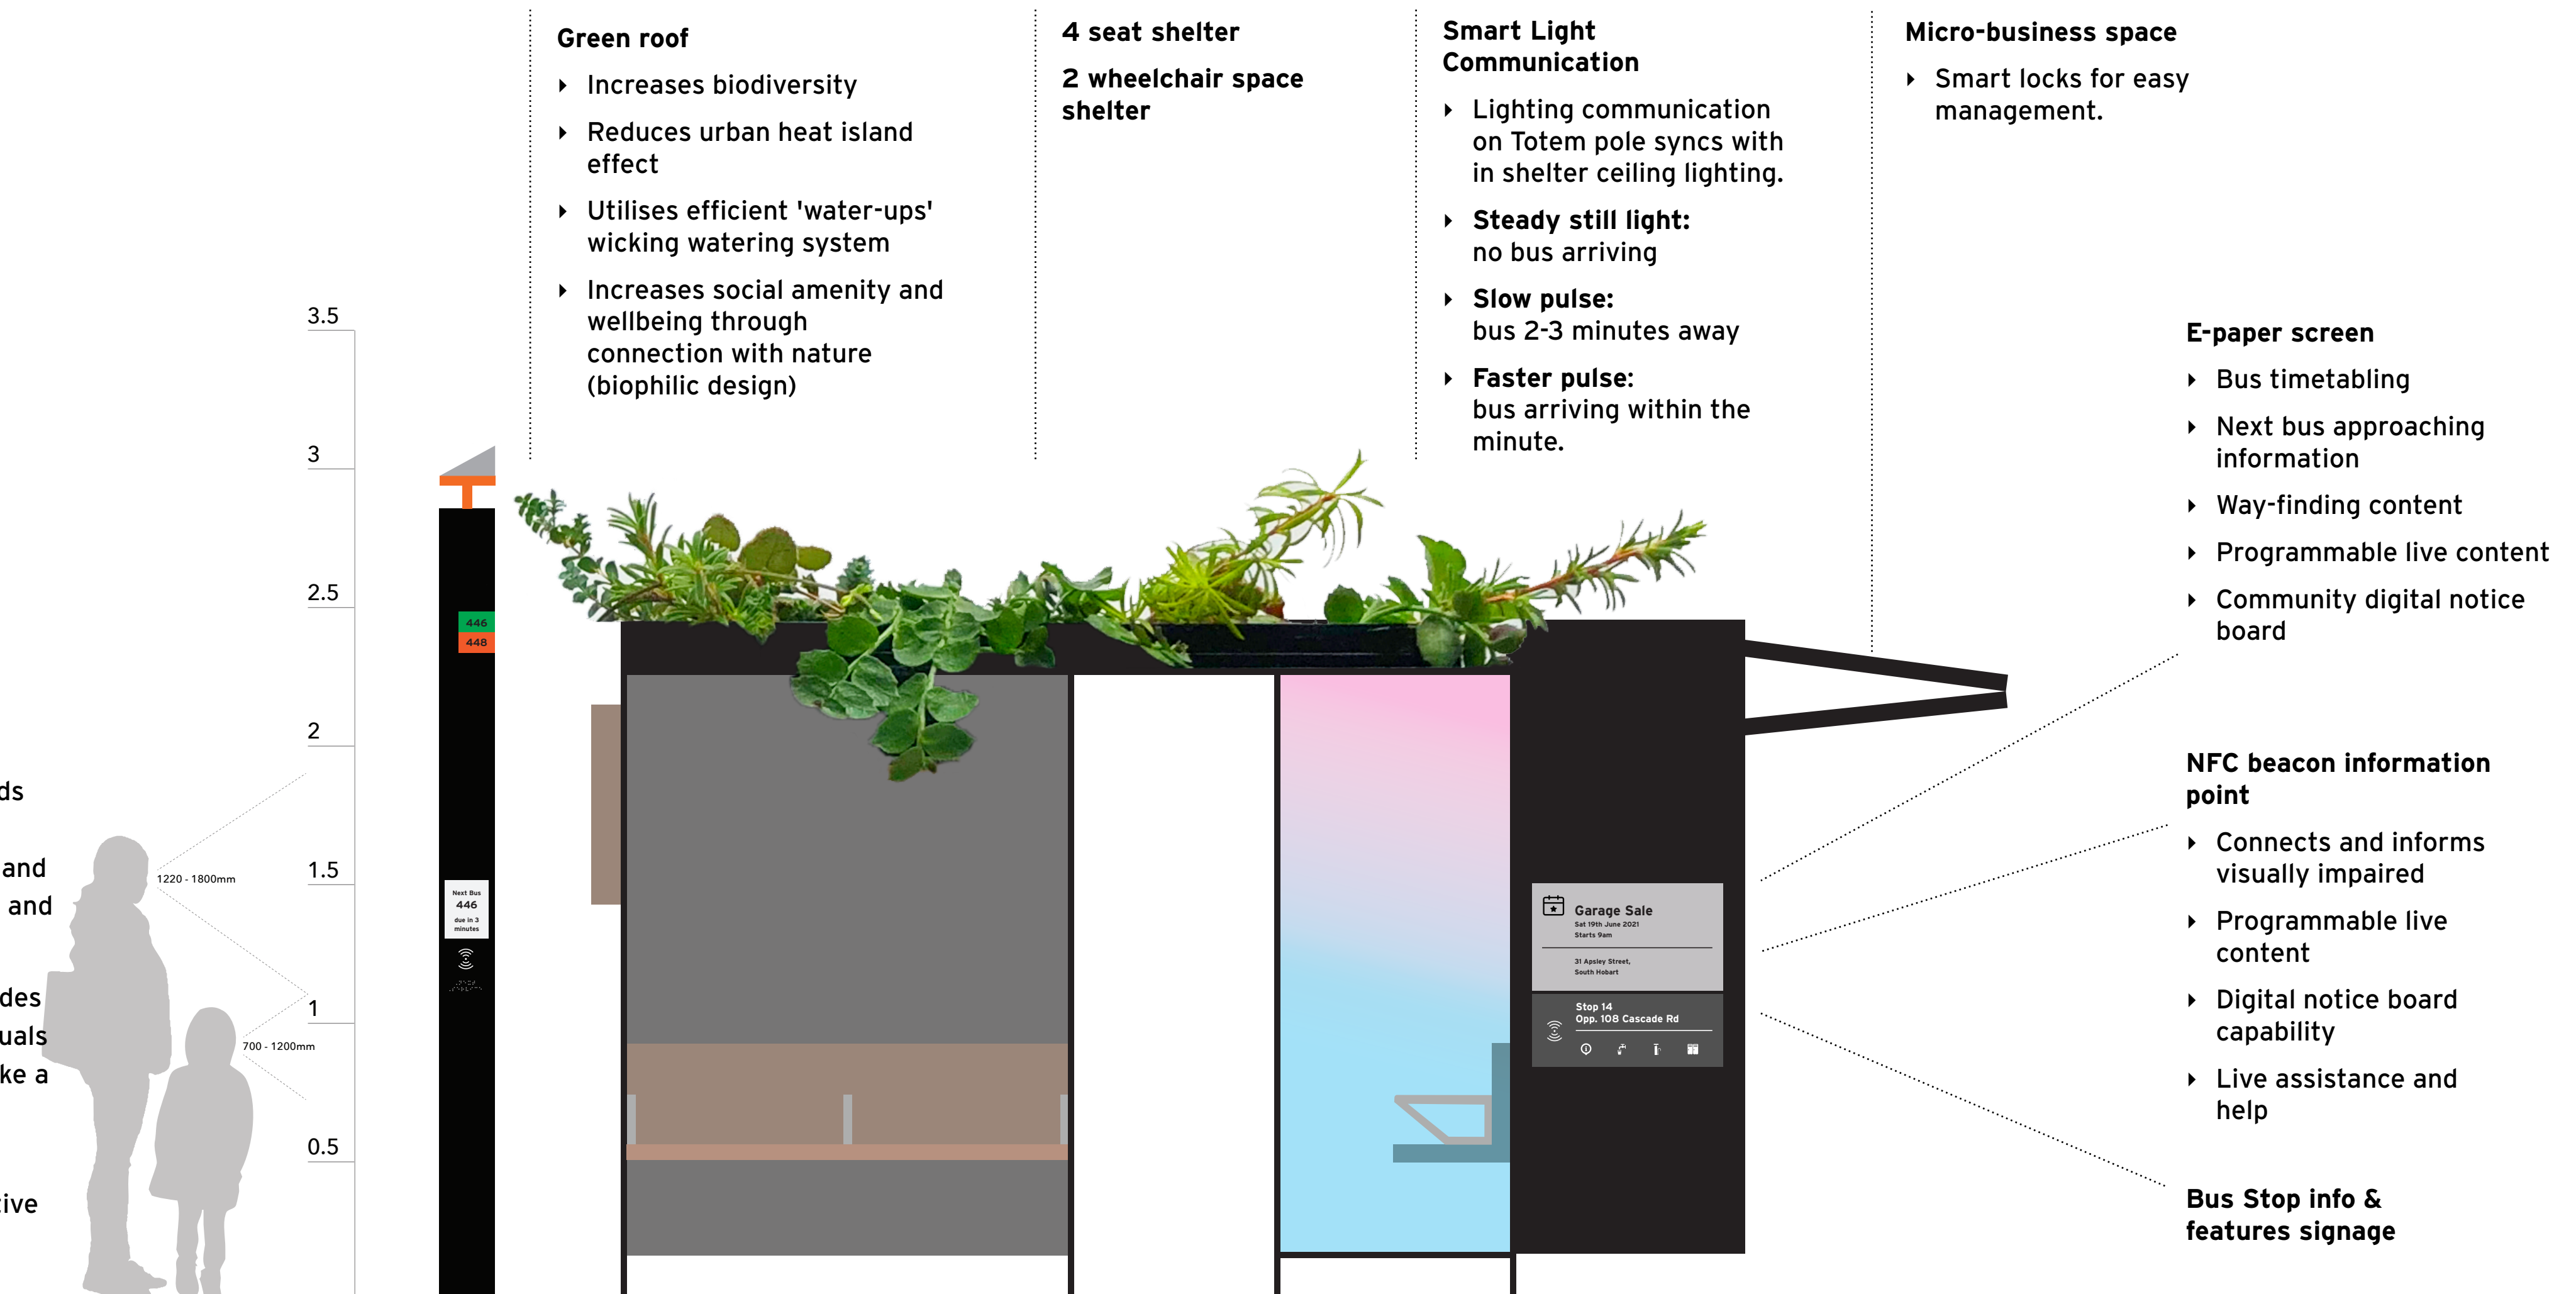 Green roof
Increases biodiversity
Reduces urban heat island
effect
Utilises efficient 'water-ups'
wicking watering system
Increases social amenity and
wellbeing through
connection with nature
(biophilic design)
4 seat shelter
2 wheelchair space
shelter
Smart Light
Communication
Lighting communication
on Totem pole syncs with
in shelter ceiling lighting.
Steady still light:
no bus arriving
Slow pulse:
bus 2-3 minutes away
Faster pulse:
bus arriving within the
minute.
Micro-business space
Smart locks for easy
management.
E-paper screen
Bus timetabling
Next bus approaching
information
Way-finding content
Programmable live content
Community digital notice
board
NFC beacon information
point
Connects and informs
visually impaired
Programmable live
content
Digital notice board
capability
Live assistance and
help
Bus Stop info &
features signage
3.5
3
2.5
2
1.5
1
0.5
ds
and
and
des
uals
ke a
tive
1220 - 1800mm
700 - 1200mm
446
448
Next Bus
446
due in 3
minutes
Garage Sale
Sat 19th June 2021
Starts 9am
31 Apsley Street,
South Hobart
Stop 14
Opp. 108 Cascade Rd